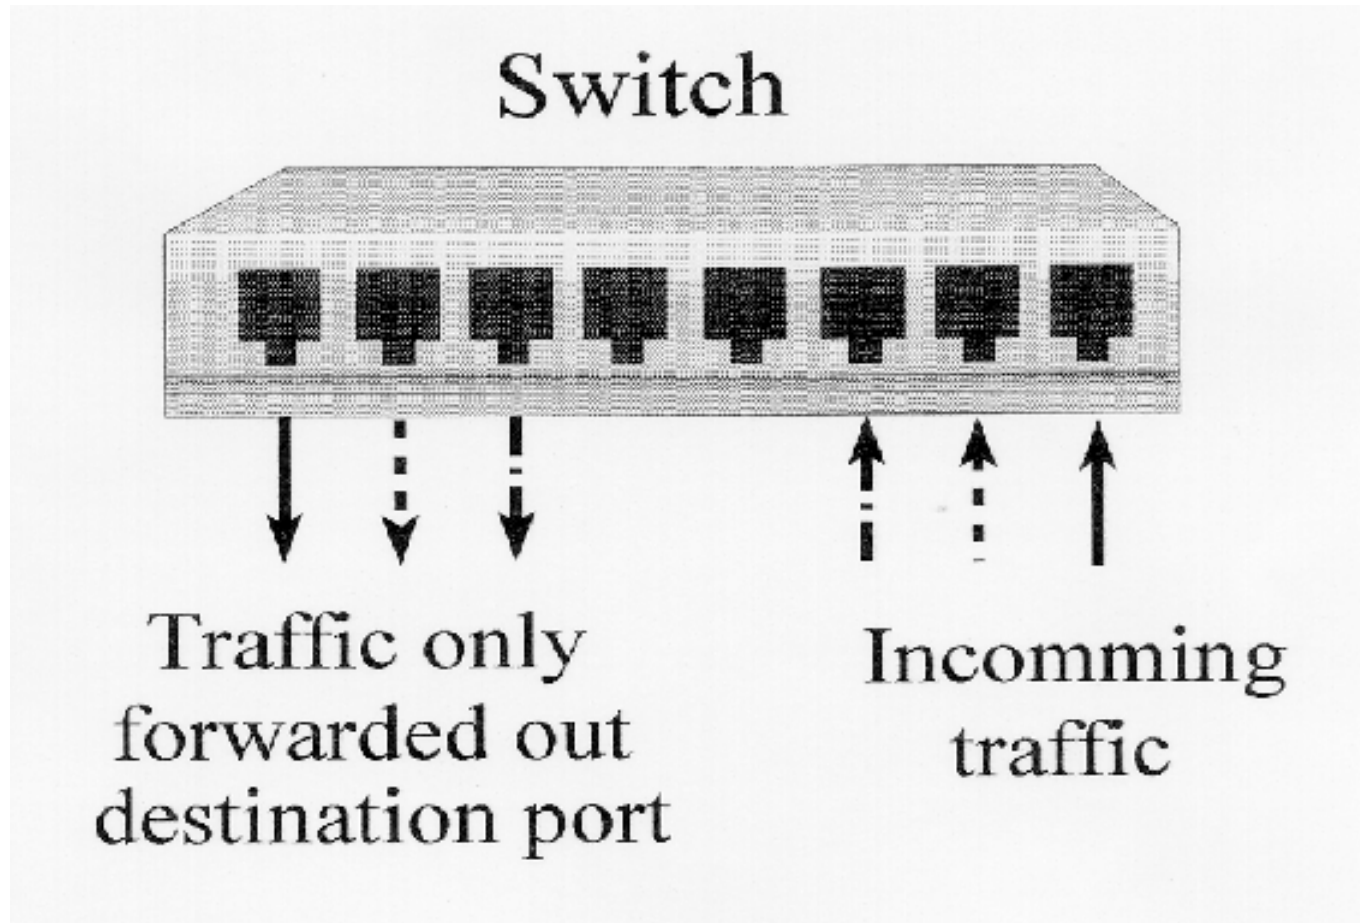 Switch
Traffic only
forwarded out
destination port
Incomming
traffic